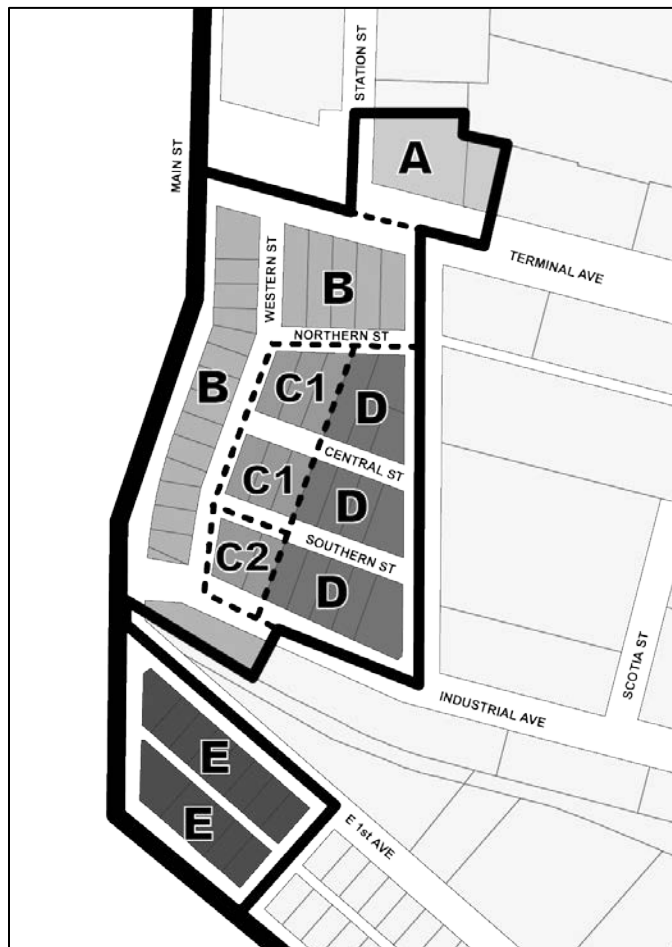 STATION ST
A
MAIN ST
TERMINAL AVE
WESTERN ST
B
NORTHERN ST
B
C1
D
CENTRAL ST
C1
D
SOUTHERN ST
C2
D
SCOTIA ST
INDUSTRIAL AVE
E
E
E 1st AVE